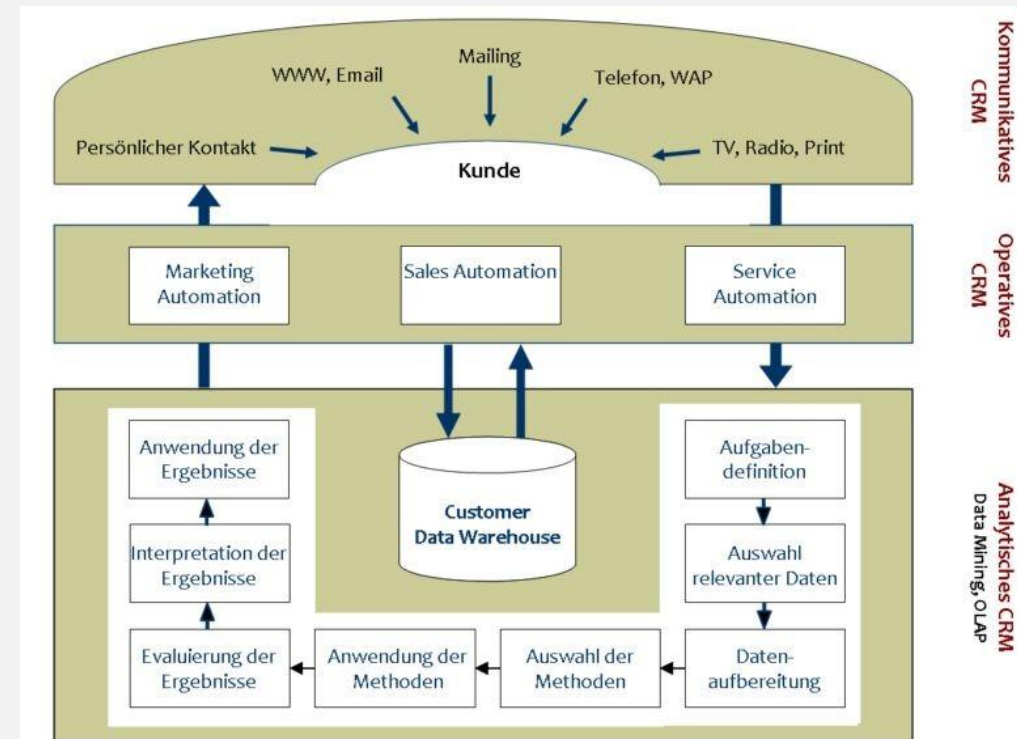 Mailing
WWW, Email
Telefon, WAP
Persönlicher Kontakt
TV, Radio, Print
Kunde
Kommunikatives
CRM
Marketing
Automation
Sales Automation
Service
Automation
Operatives
CRM
Anwendung der
Ergebnisse
Interpretation der
Ergebnisse
Evaluierung der
Ergebnisse
Customer
Data Warehouse
Anwendung der
Methoden
Auswahl der
Methoden
Aufgaben-
definition
Auswahl
relevanter Daten
Daten-
aufbereitung
Analytisches CRM
Data Mining, OLAP